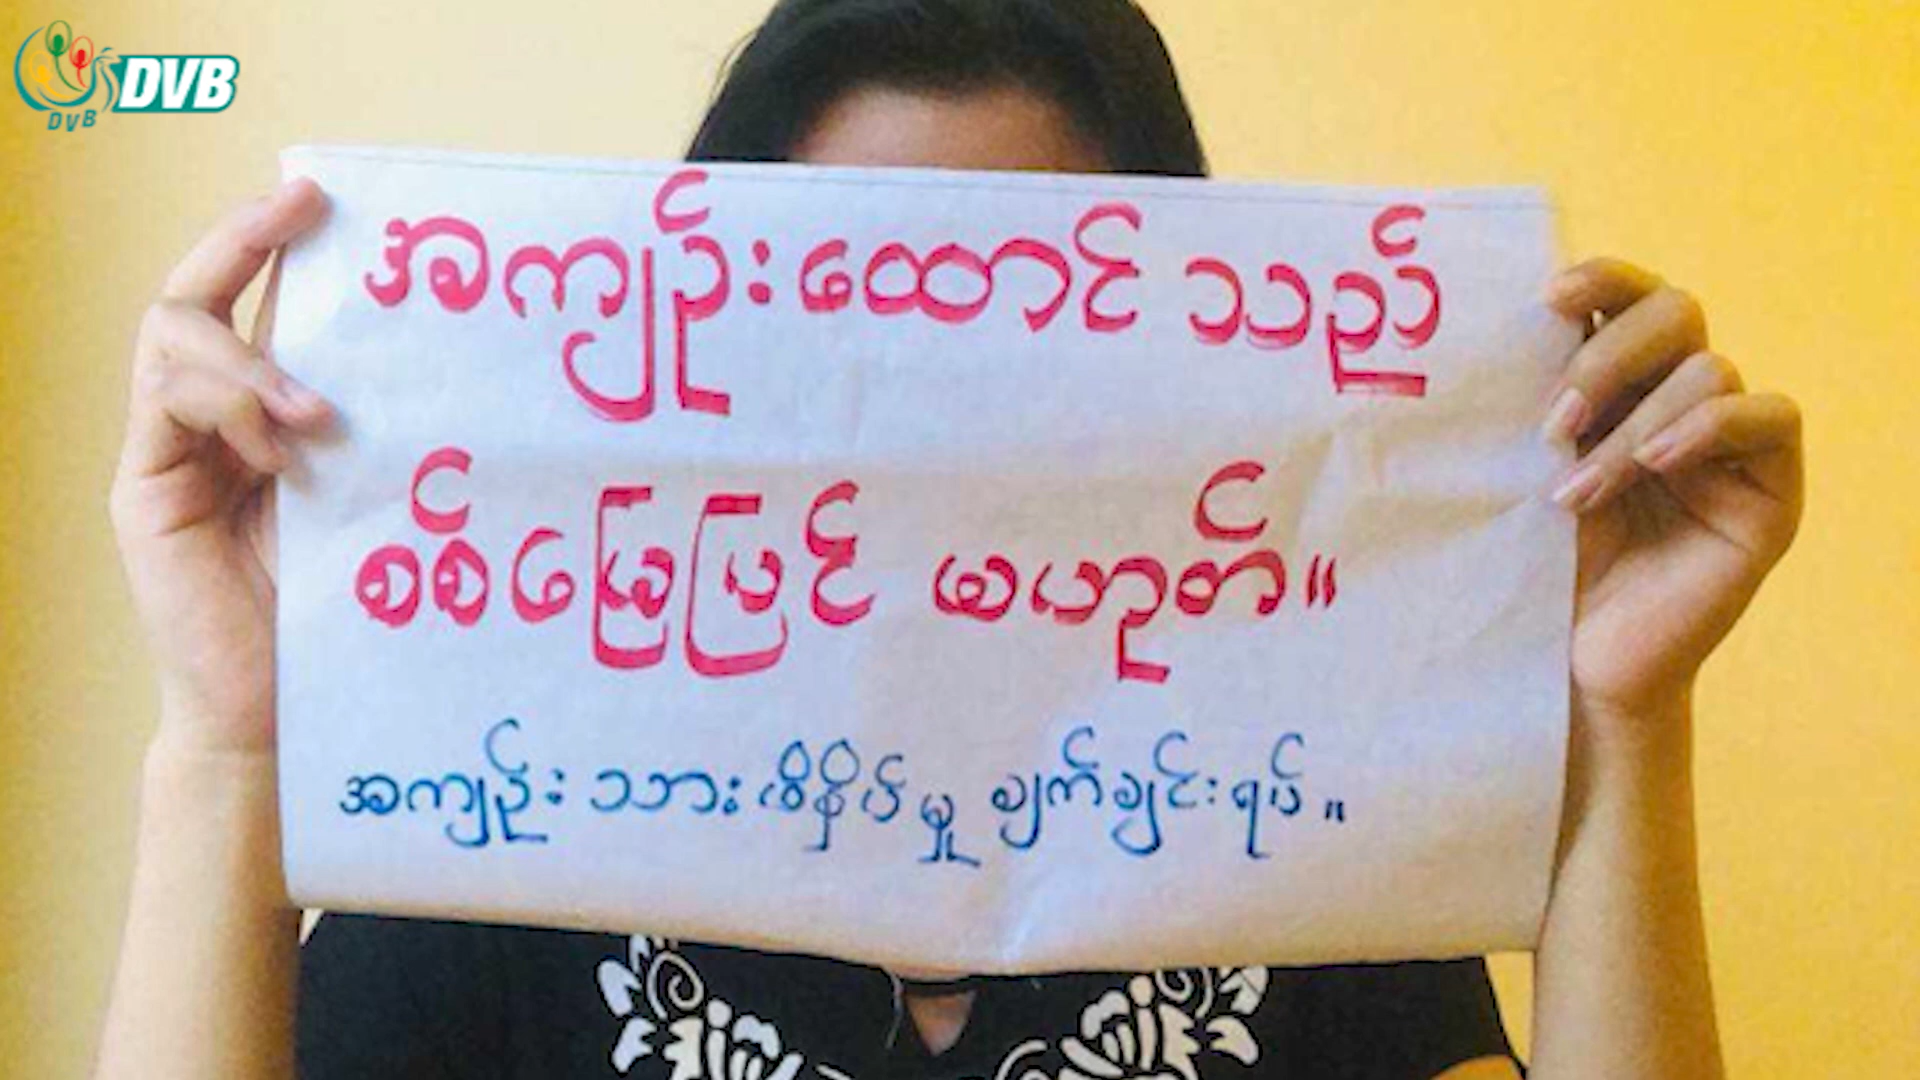 DVB
DVB
အကျဉ်းထောင် သည်
စစ်မြေပြင် မဟုတ်။
အကျဉ်း သားဖိနှိပ်မှု ချက်ချင်းရပ်။